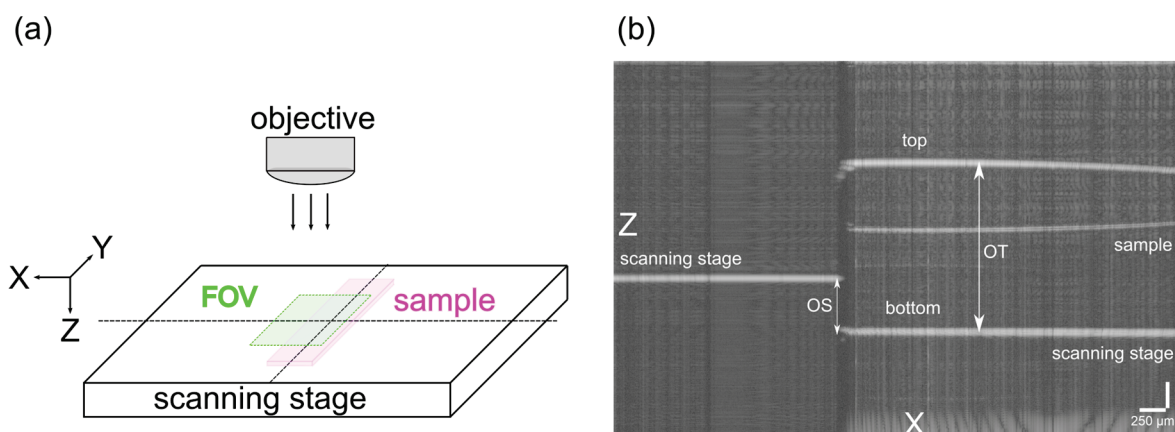 (a)
objective
X
Y
Z
FOV
sample
scanning stage
(b)
top
Z
scanning stage
sample
OT
OS
bottom
scanning stage
X
250 μm